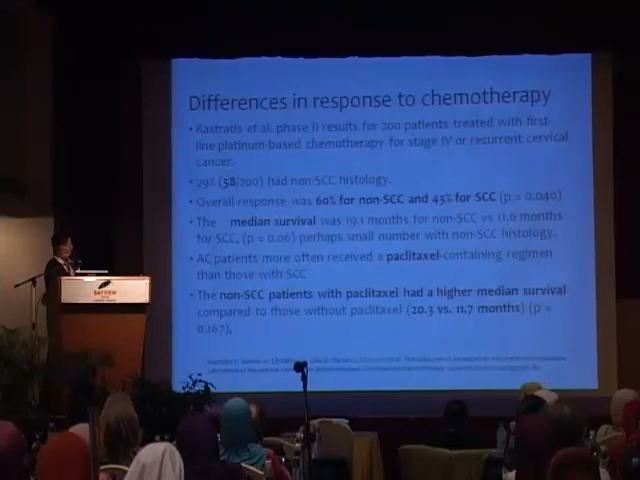 Differences in response to chemotherapy
• Kastratis et al. phase II results for 200 patients treated with first-
line platinum-based chemotherapy for stage IV or recurrent cervical
cancer.
• 29% (58/200) had non-SCC histology.
• Overall response was 60% for non-SCC and 43% for SCC (p = 0.040)
• The median survival was 19.1 months for non-SCC vs 11.6 months
for SCC, (p = 0.06) perhaps small number with non-SCC histology.
• AC patients more often received a paclitaxel-containing regimen
than those with SCC
• The non-SCC patients with paclitaxel had a higher median survival
compared to those without paclitaxel (20.3 vs. 11.7 months) (p =
0.167),
BAYVIEW